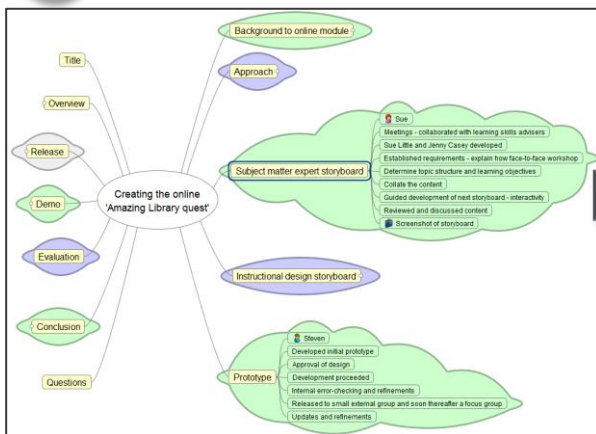 Creating the online
'Amazing Library quest'
Title
Overview
Release
Demo
Evaluation
Conclusion
Questions
Background to online module
Approach
Subject matter expert storyboard
Sue
Meetings - collaborated with learning skills advisers
Sue Little and Jenny Casey developed
Established requirements - explain how face-to-face workshop
Determine topic structure and learning objectives
Collate the content
Guided development of next storyboard - interactivity
Reviewed and discussed content
Screenshot of storyboard
Instructional design storyboard
Prototype
Steven
Developed initial prototype
Approval of design
Development proceeded
Internal error-checking and refinements
Released to small external group and soon thereafter a focus group
Updates and refinements